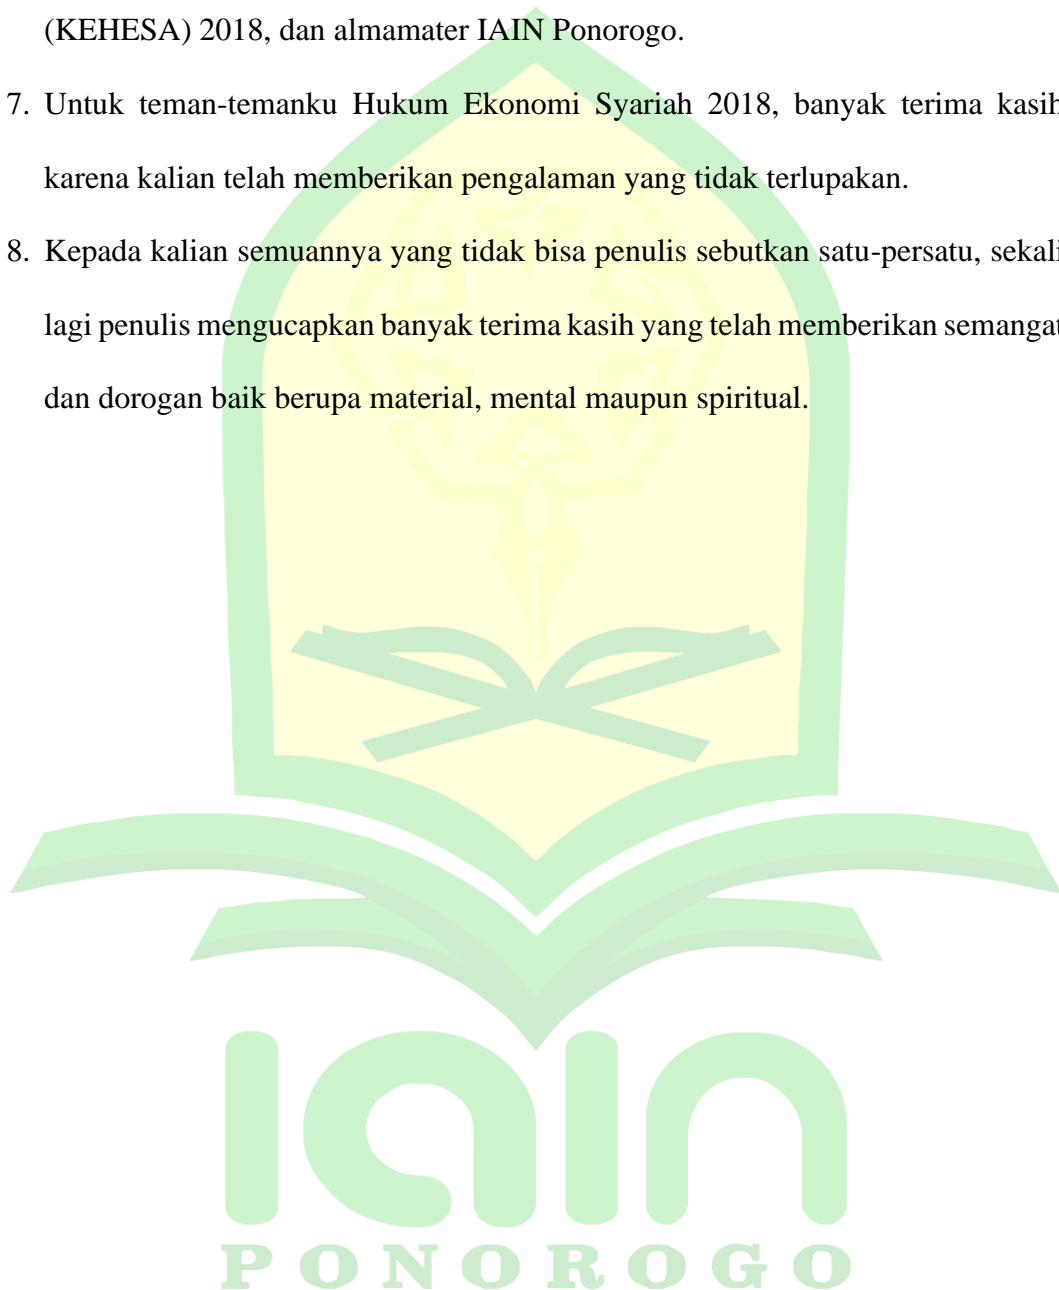 (KEHESA) 2018, dan almamater IAIN Ponorogo.
7. Untuk teman-temanku Hukum Ekonomi Syariah 2018, banyak terima kasih
karena kalian telah memberikan pengalaman yang tidak terlupakan.
8. Kepada kalian semuannya yang tidak bisa penulis sebutkan satu-persatu, sekali
lagi penulis mengucapkan banyak terima kasih yang telah memberikan semangat
dan dorogan baik berupa material, mental maupun spiritual.
iain
PONOROGO